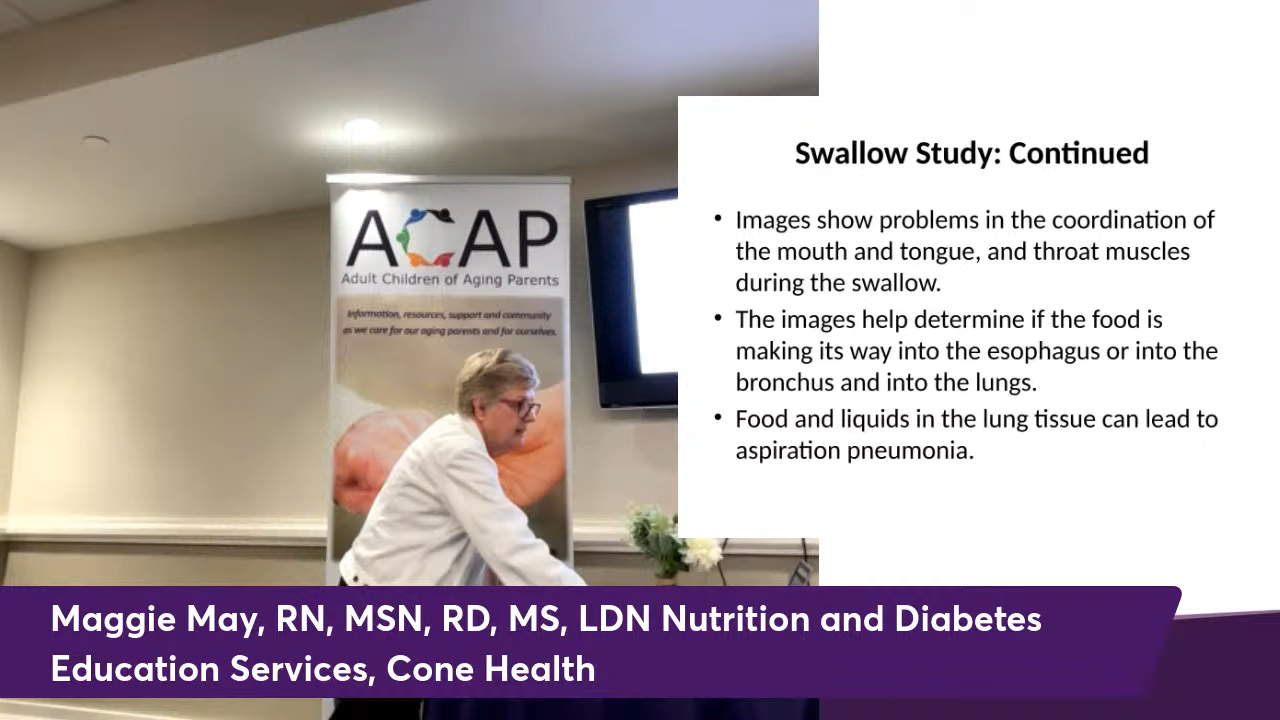 ACAP
Adult Children of Aging Parents
Information, resources, support and community
as we care for our aging parents and for ourselves.
Swallow Study: Continued
• Images show problems in the coordination of
the mouth and tongue, and throat muscles
during the swallow.
• The images help determine if the food is
making its way into the esophagus or into the
bronchus and into the lungs.
• Food and liquids in the lung tissue can lead to
aspiration pneumonia.
Maggie May, RN, MSN, RD, MS, LDN Nutrition and Diabetes
Education Services, Cone Health